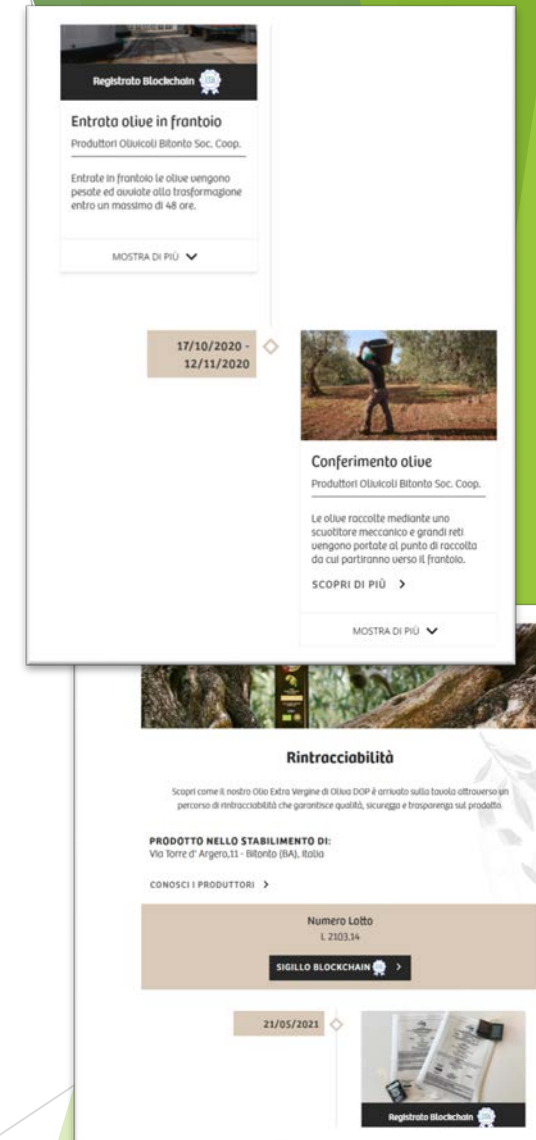 Registrato Blockchain
Entrata olive in frantoio
Produttori Olivicoli Bitonto Soc. Coop.
Entrate in frantoio le olive vengono
pesate ed avviate alla trasformazione
entro un massimo di 48 ore.
MOSTRA DI PIÙ
17/10/2020 -
12/11/2020
Conferimento olive
Produttori Olivicoli Bitonto Soc. Coop.
Le olive raccolte mediante uno
scuotitore meccanico e grandi reti
vengono portate al punto di raccolta
da cui partiranno verso il frantoio.
SCOPRI DI PIÙ
MOSTRA DI PIÙ
Rintracciabilità
Scopri come il nostro Olio Extra Vergine di Oliva DOP è arrivato sulla tavola attraverso un
percorso di rintracciabilità che garantisce qualità, sicurezza e trasparenza sul prodotto
PRODOTTO NELLO STABILIMENTO DI:
Via Torre d' Argero,11 - Bitonto (BA), Italia
CONOSCI I PRODUTTORI
Numero Lotto
L 2103.14
SIGILLO BLOCKCHAIN
21/05/2021
Registrato Blockchain